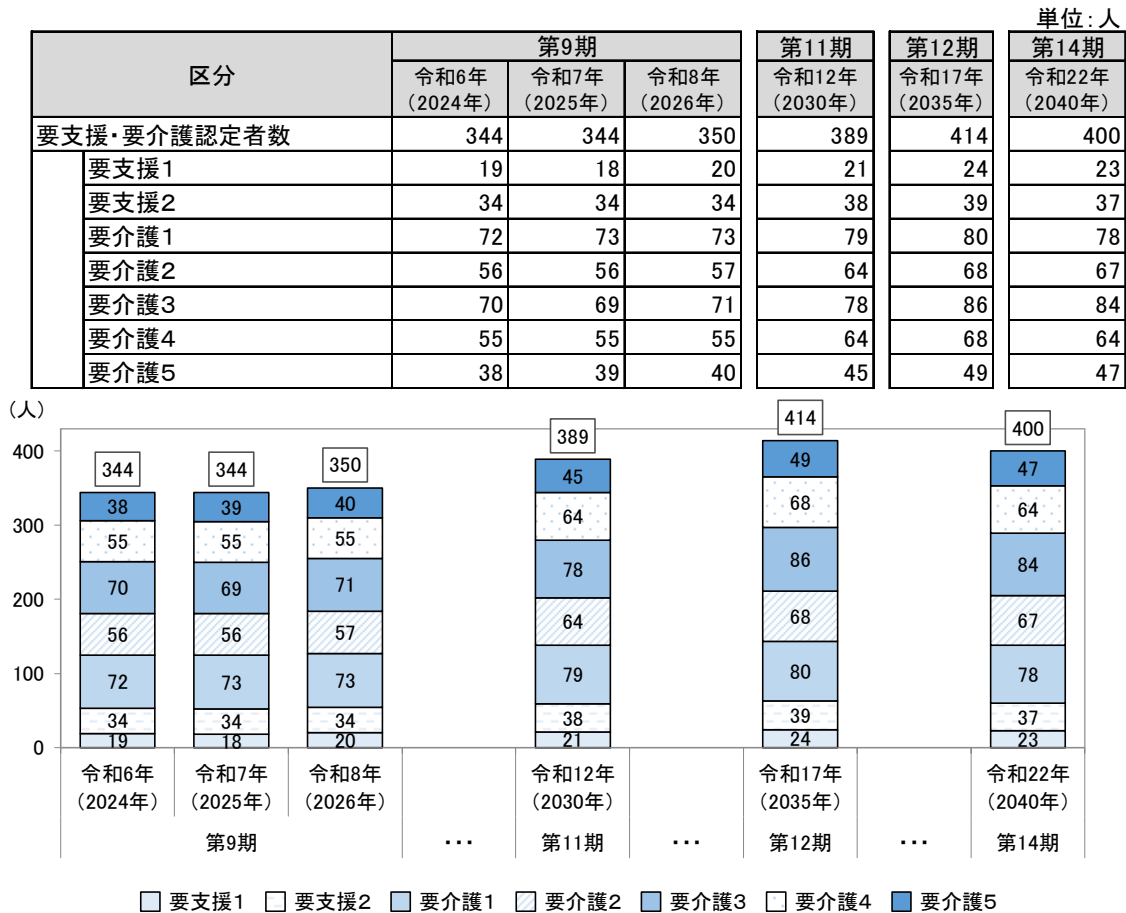 単位:人
区分 第9期 第11期 第12期 第14期
令和6年 令和7年 令和8年 令和12年 令和17年 令和22年
(2024年) (2025年) (2026年) (2030年) (2035年) (2040年)
要支援・要介護認定者数 344 344 350 389 414 400
要支援1 19 18 20 21 24 23
要支援2 34 34 34 38 39 37
要介護1 72 73 73 79 80 78
要介護2 56 56 57 64 68 67
要介護3 70 69 71 78 86 84
要介護4 55 55 55 64 68 64
要介護5 38 39 40 45 49 47
(人)
344 344 350 389 414 400
38 39 40 45 49 47
55 55 55 64 68 64
70 69 71 78 86 84
56 56 57 64 68 67
72 73 73 79 80 78
34 34 34 38 39 37
19 18 20 21 24 23
400
300
200
100
0
令和6年 令和7年 令和8年 令和12年 令和17年 令和22年
(2024年) (2025年) (2026年) (2030年) (2035年) (2040年)
第9期 ・・・ 第11期 ・・・ 第12期 ・・・ 第14期
要支援1 要支援2 要介護1 要介護2 要介護3 要介護4 要介護5